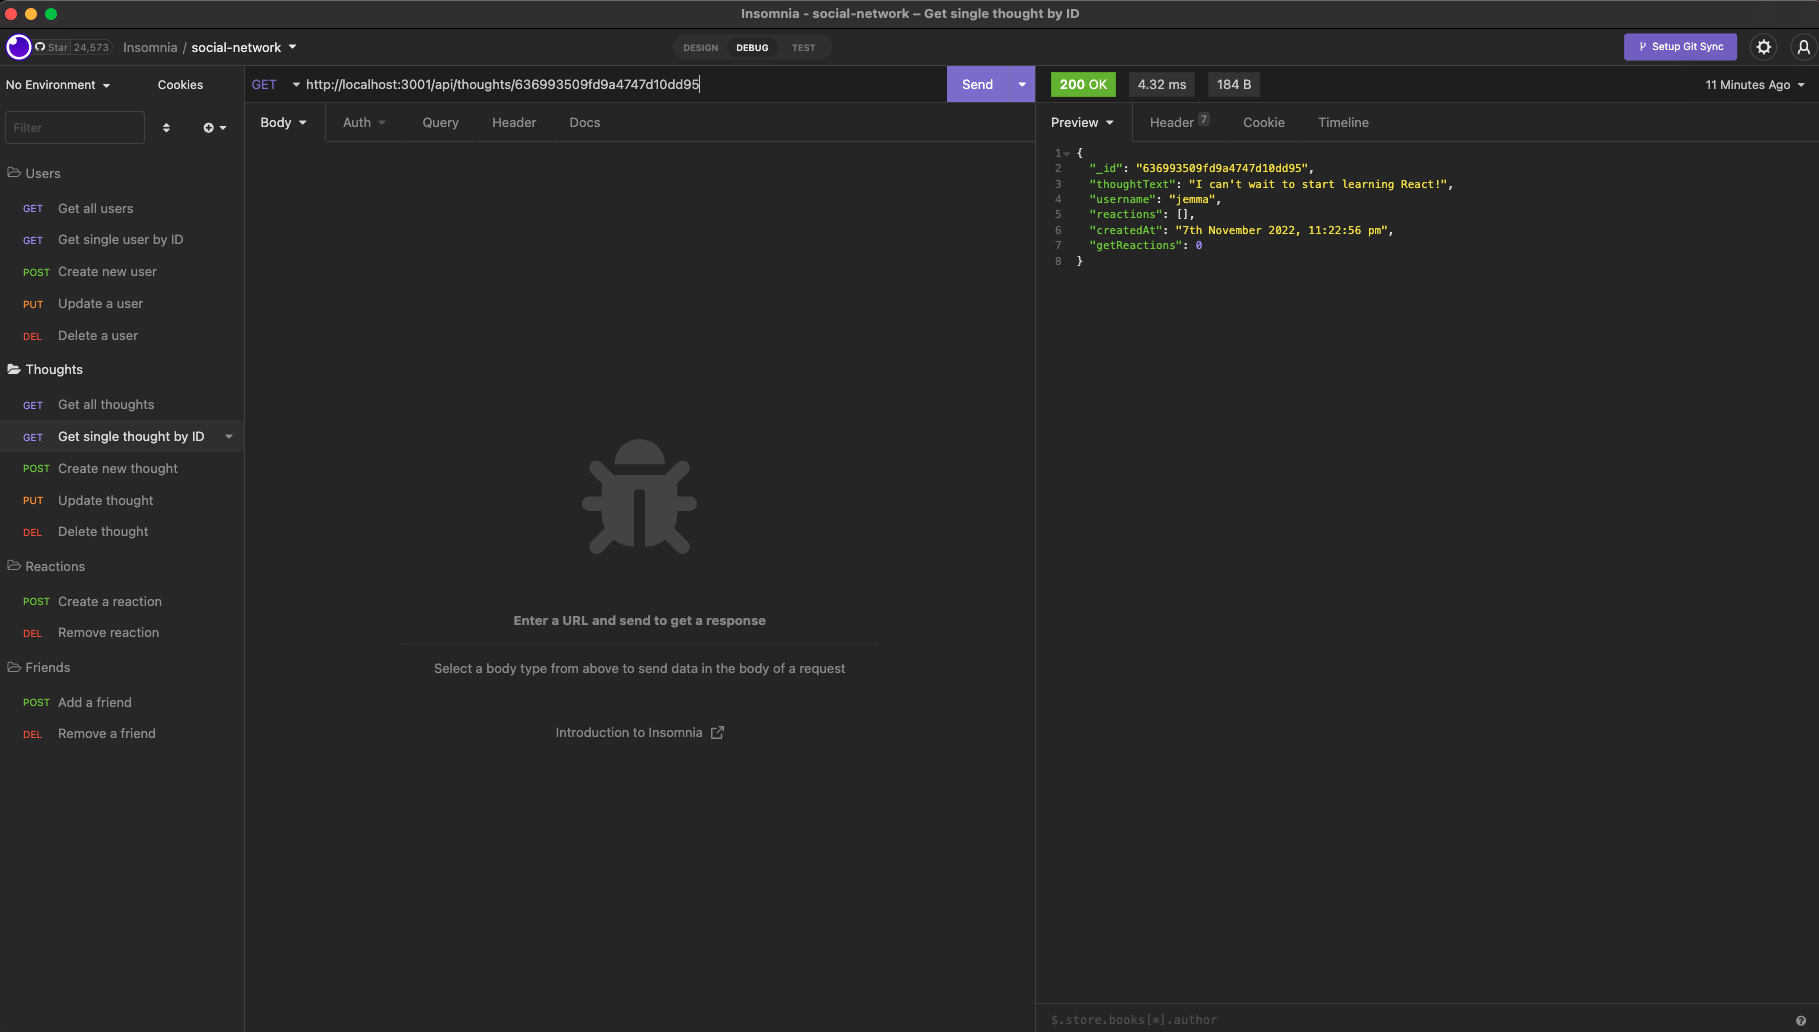 Insomnia - social-network – Get single thought by ID
Star 24,573 Insomnia / social-network DESIGN DEBUG TEST Setup Git Sync
No Environment Cookies
GET http://localhost:3001/api/thoughts/636993509fd9a4747d10dd95 Send
200 OK 4.32 ms 184 B 11 Minutes Ago
Filter
Body Auth Query Header Docs
Preview Header 7 Cookie Timeline
Users
GET Get all users
GET Get single user by ID
POST Create new user
PUT Update a user
DEL Delete a user
Thoughts
GET Get all thoughts
GET Get single thought by ID
POST Create new thought
PUT Update thought
DEL Delete thought
Reactions
POST Create a reaction
DEL Remove reaction
Friends
POST Add a friend
DEL Remove a friend
Enter a URL and send to get a response
Select a body type from above to send data in the body of a request
Introduction to Insomnia
1 {
2 "_id": "636993509fd9a4747d10dd95",
3 "thoughtText": "I can't wait to start learning React!",
4 "username": "jemma",
5 "reactions": [],
6 "createdAt": "7th November 2022, 11:22:56 pm",
7 "getReactions": 0
8 }
$.store.books[*].author